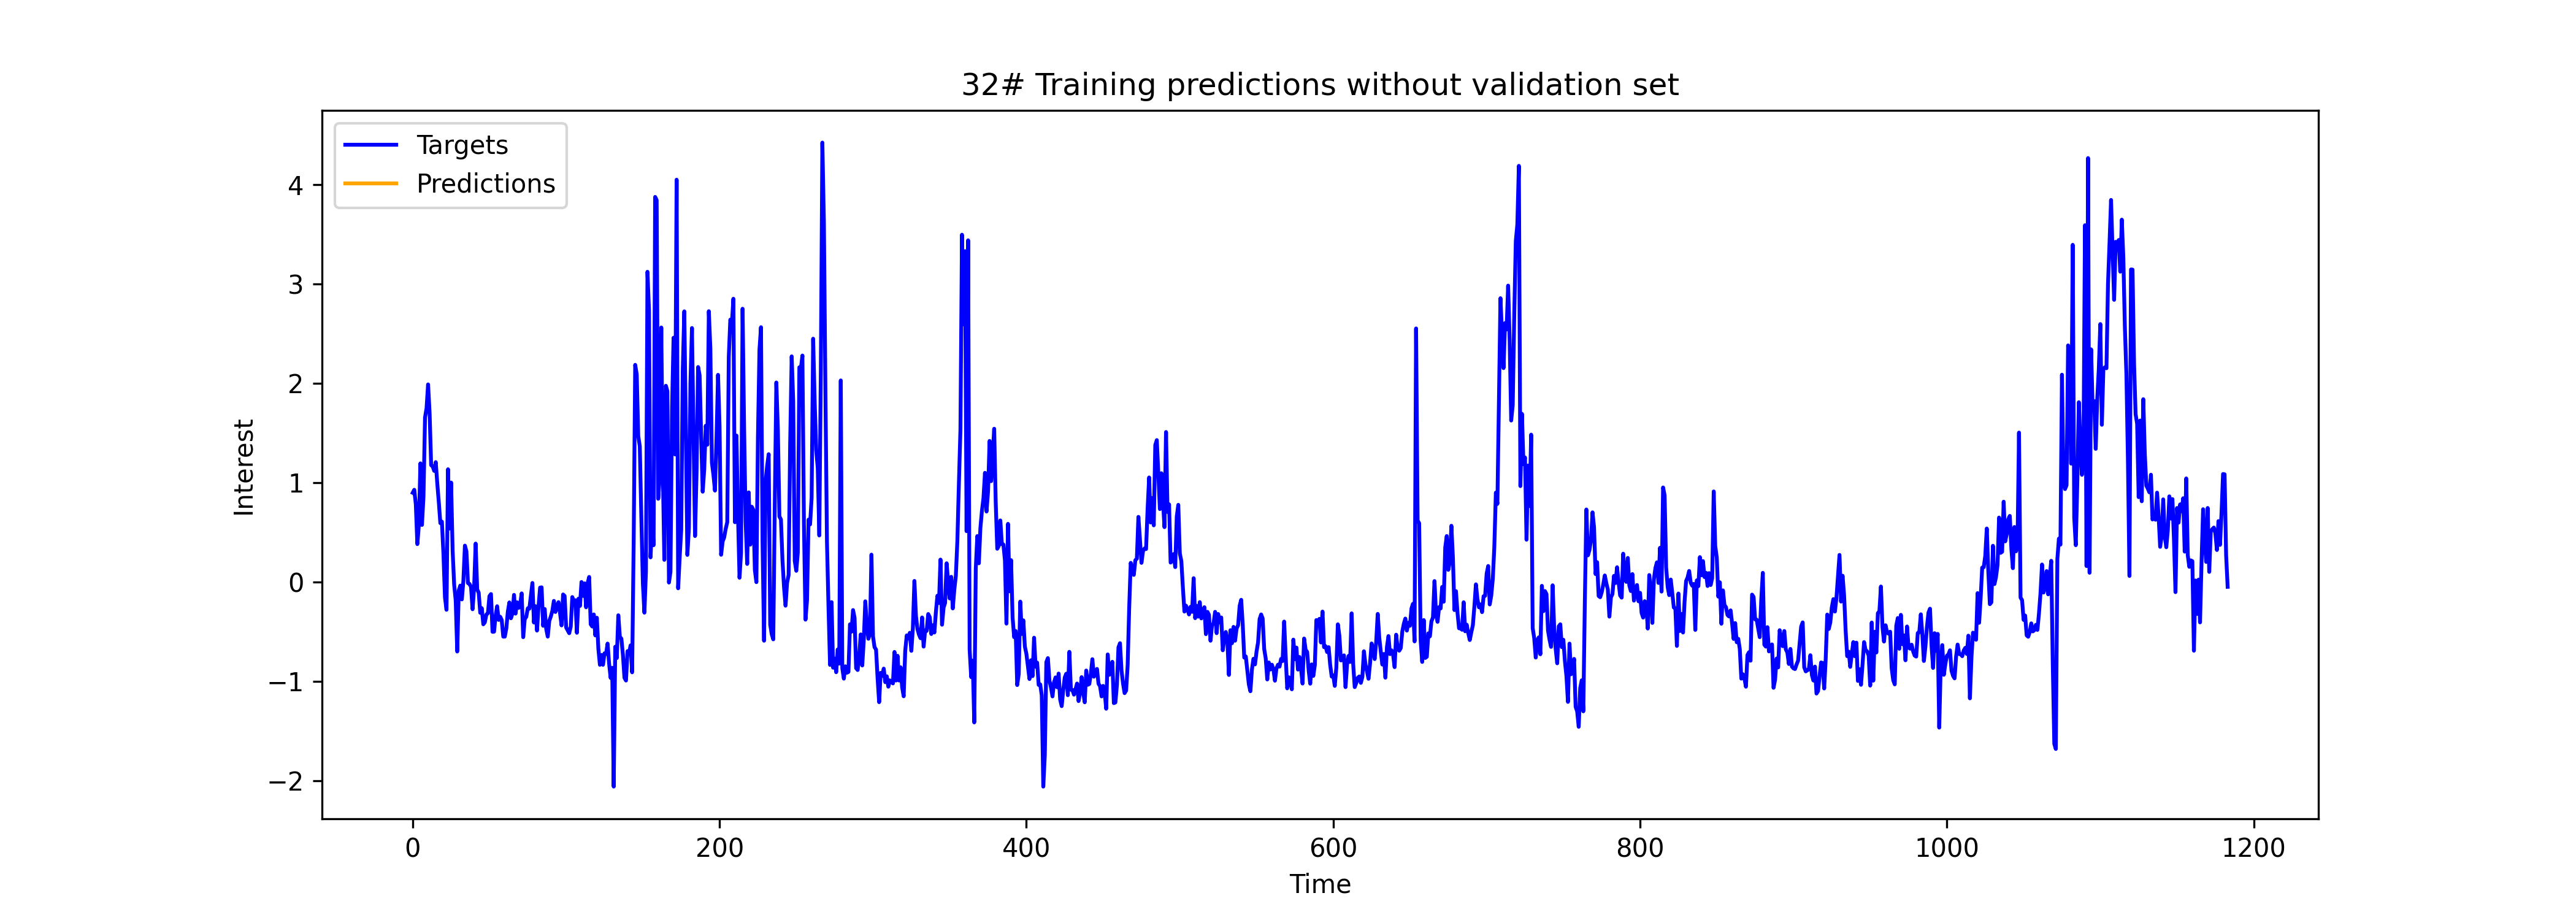 32# Training predictions without validation set
Targets
Predictions
4
3
2
1
0
−1
−2
Interest
0 200 400 600 800 1000 1200
Time